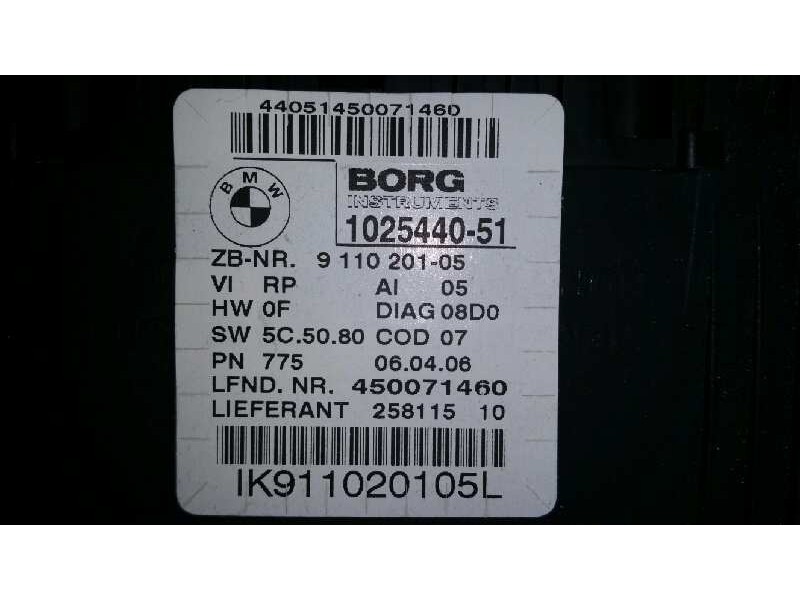 44051450071460
BMW
BORG
INSTRUMENTS
1025440-51
ZB-NR. 9 110 201-05
VI RP AI 05
HW 0F DIAG 08D0
SW 5C.50.80 COD 07
PN 775 06.04.06
LFND. NR. 450071460
LIEFERANT 258115 10
IK911020105L